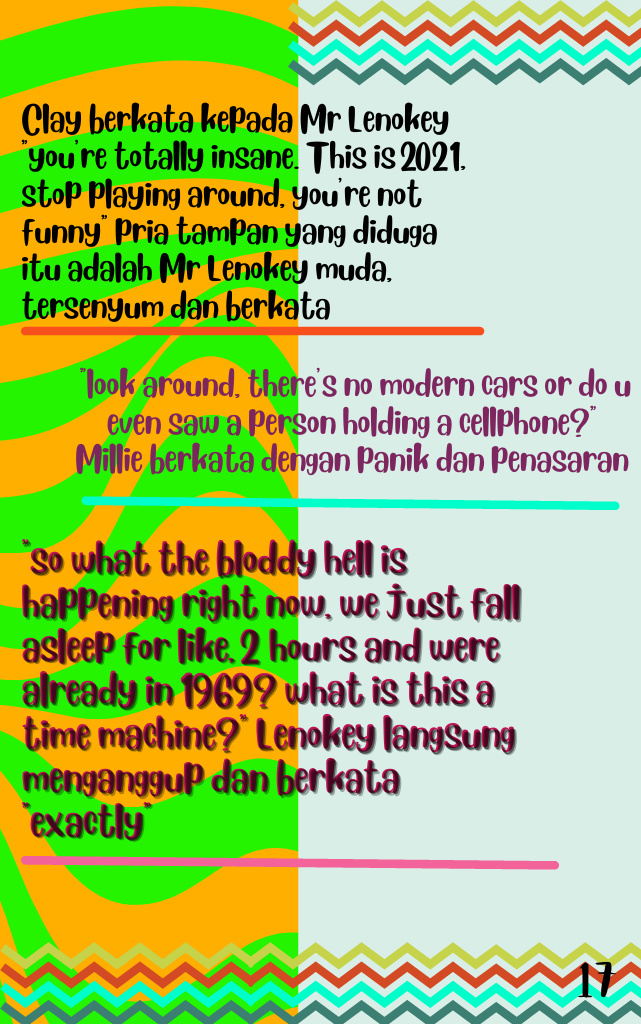 Clay berkata kepada Mr Lenokey
"you're totally insane. This is 2021,
stop playing around, you're not
funny" pria tampan yang diduga
itu adalah Mr Lenokey muda,
tersenyum dan berkata
"look around, there's no modern cars or do u
even saw a person holding a cellphone?"
Millie berkata dengan panik dan penasaran
"so what the bloddy hell is
happening right now, we just fall
asleep for like, 2 hours and were
already in 1969? what is this a
time machine?" Lenokey langsung
menganggup dan berkata
"exactly"
17